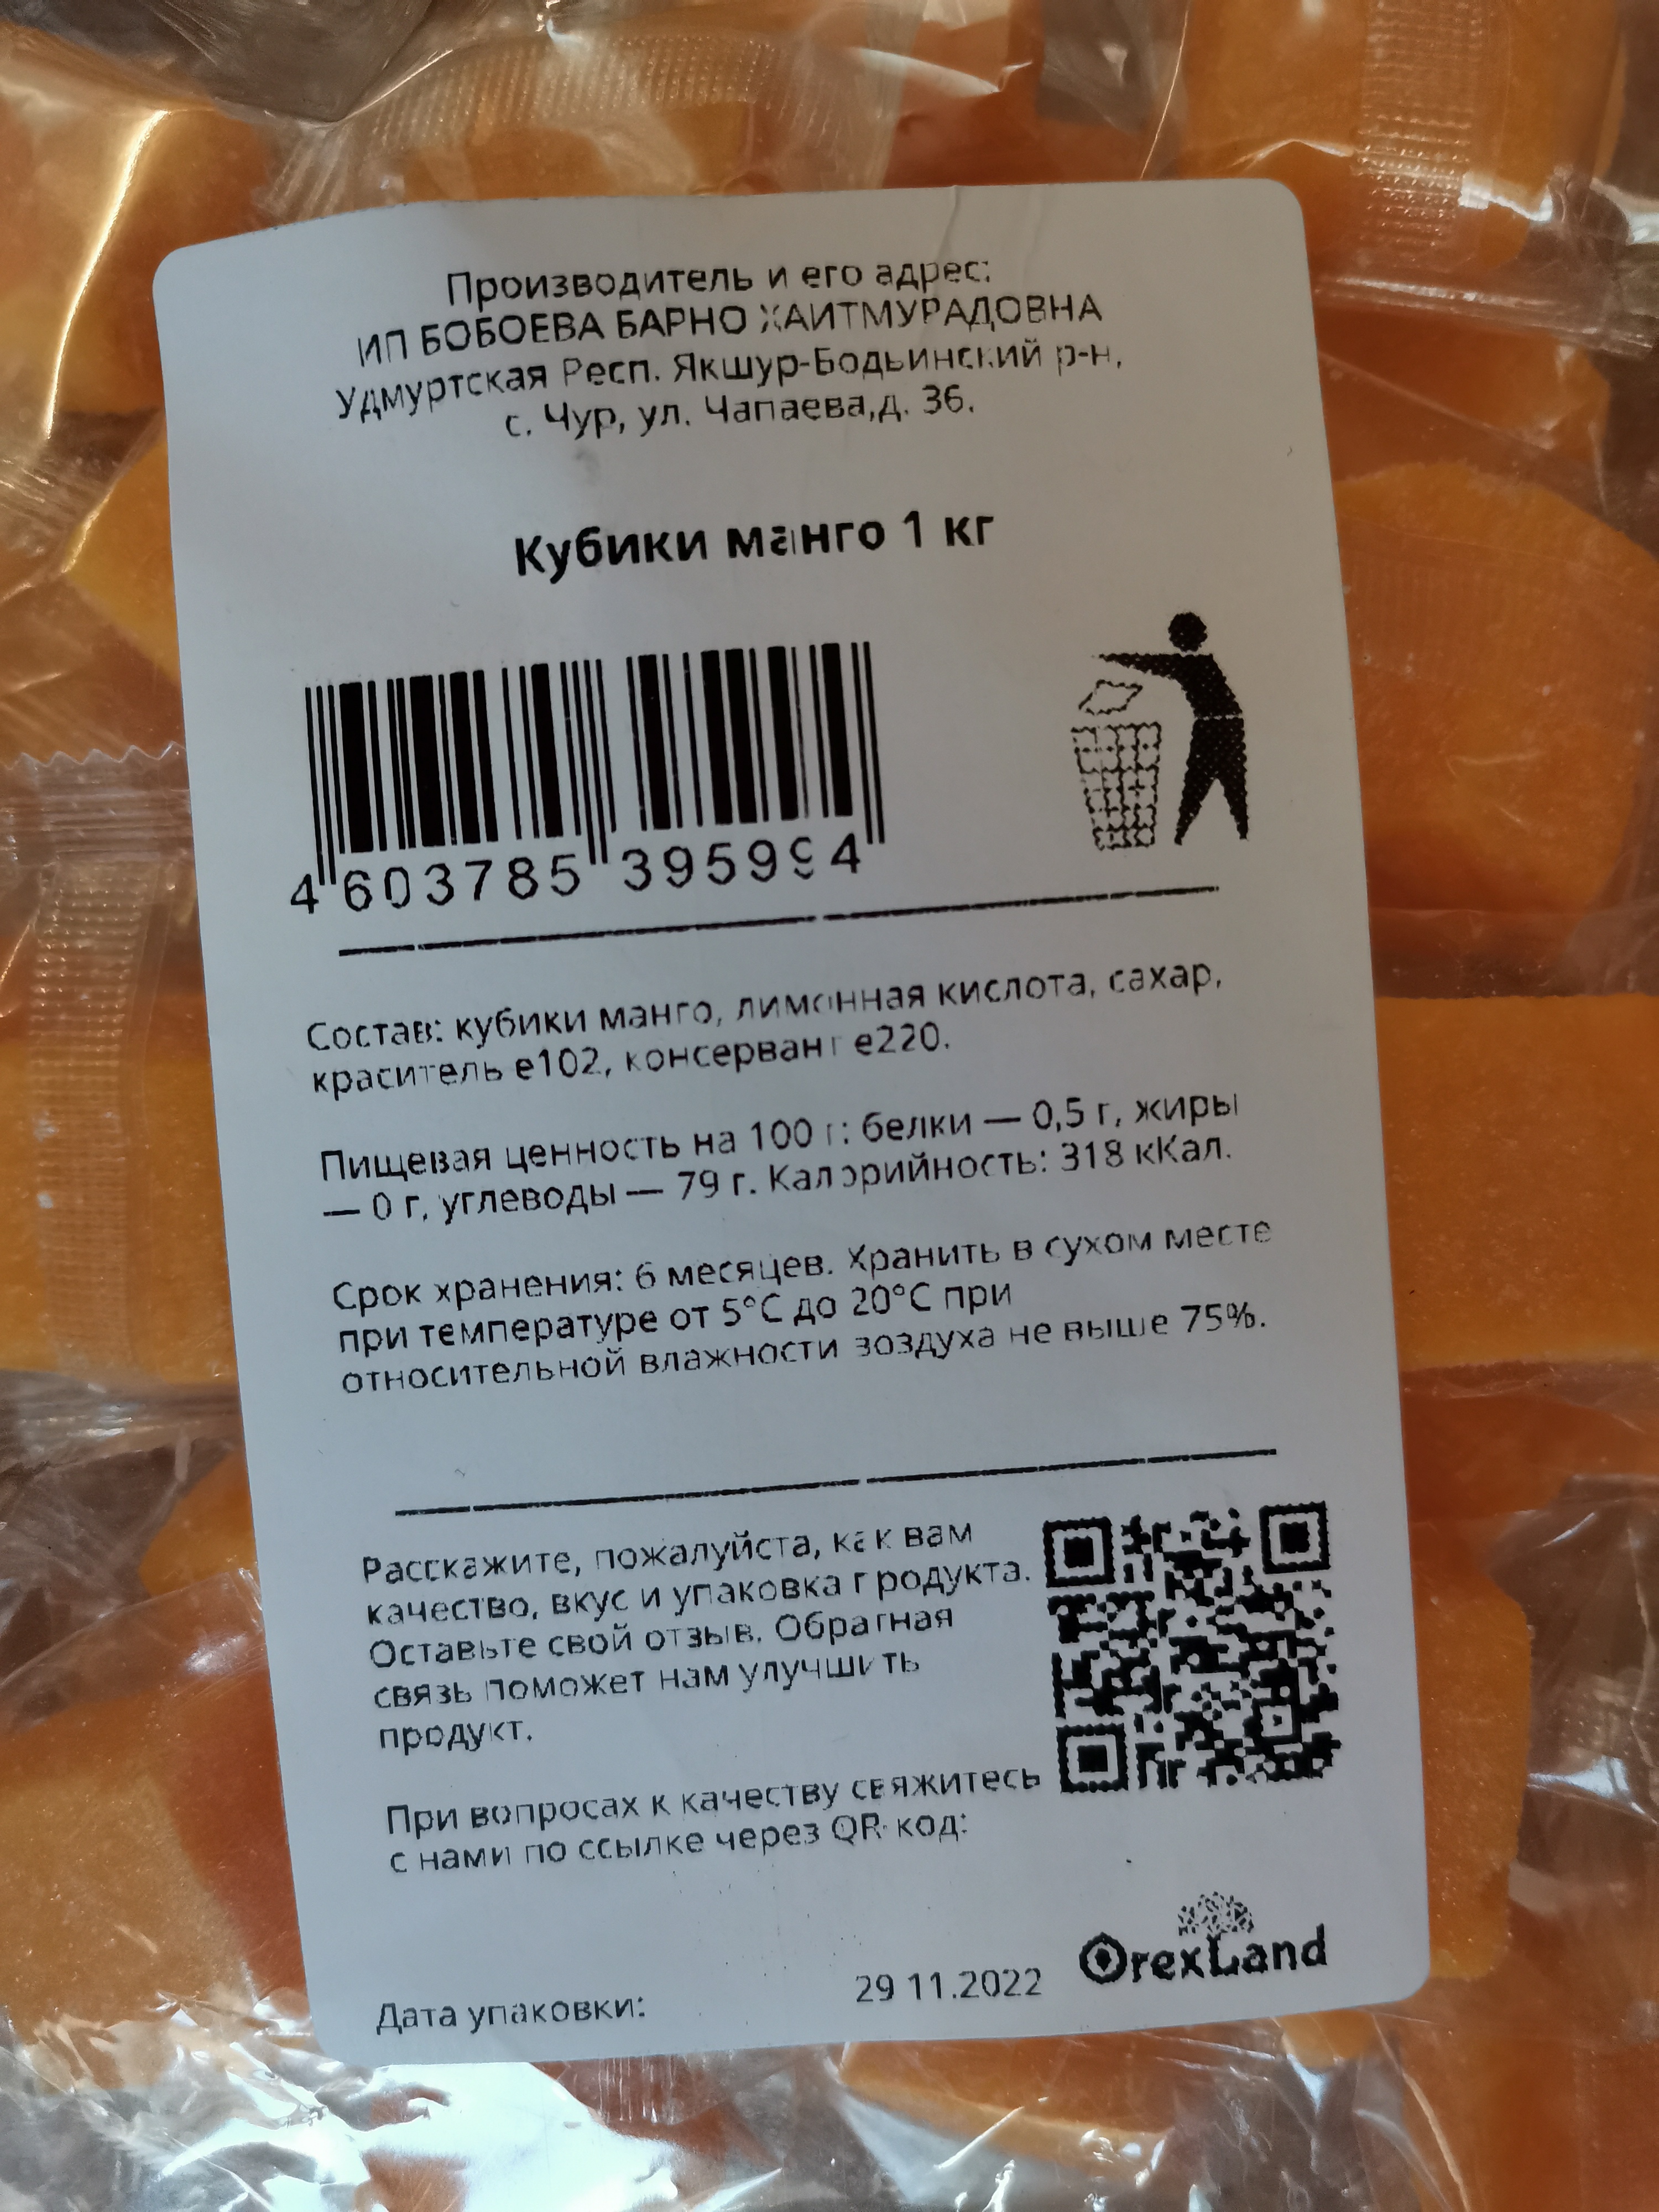 Производитель и его адрес:
ИП БОБОЕВА БАРНО ХАИТМУРАДОВНА
Удмуртская Респ. Якшур-Бодьинский р-н,
с. Чур, ул. Чапаева,д. 36.
Кубики манго 1 кг
4 603785 395994
Состав: кубики манго, лимонная кислота, сахар,
краситель е102, консервант е220.
Пищевая ценность на 100 г: белки — 0,5 г, жиры
— 0 г, углеводы — 79 г. Калорийность: 318 кКал.
Срок хранения: 6 месяцев. Хранить в сухом месте
при температуре от 5°С до 20°С при
относительной влажности воздуха не выше 75%.
Расскажите, пожалуйста, как вам
качество, вкус и упаковка продукта.
Оставьте свой отзыв. Обратная
связь поможет нам улучшить
продукт.
При вопросах к качеству свяжитесь
с нами по ссылке через QR-код:
OrexLand
Дата упаковки: 29.11.2022